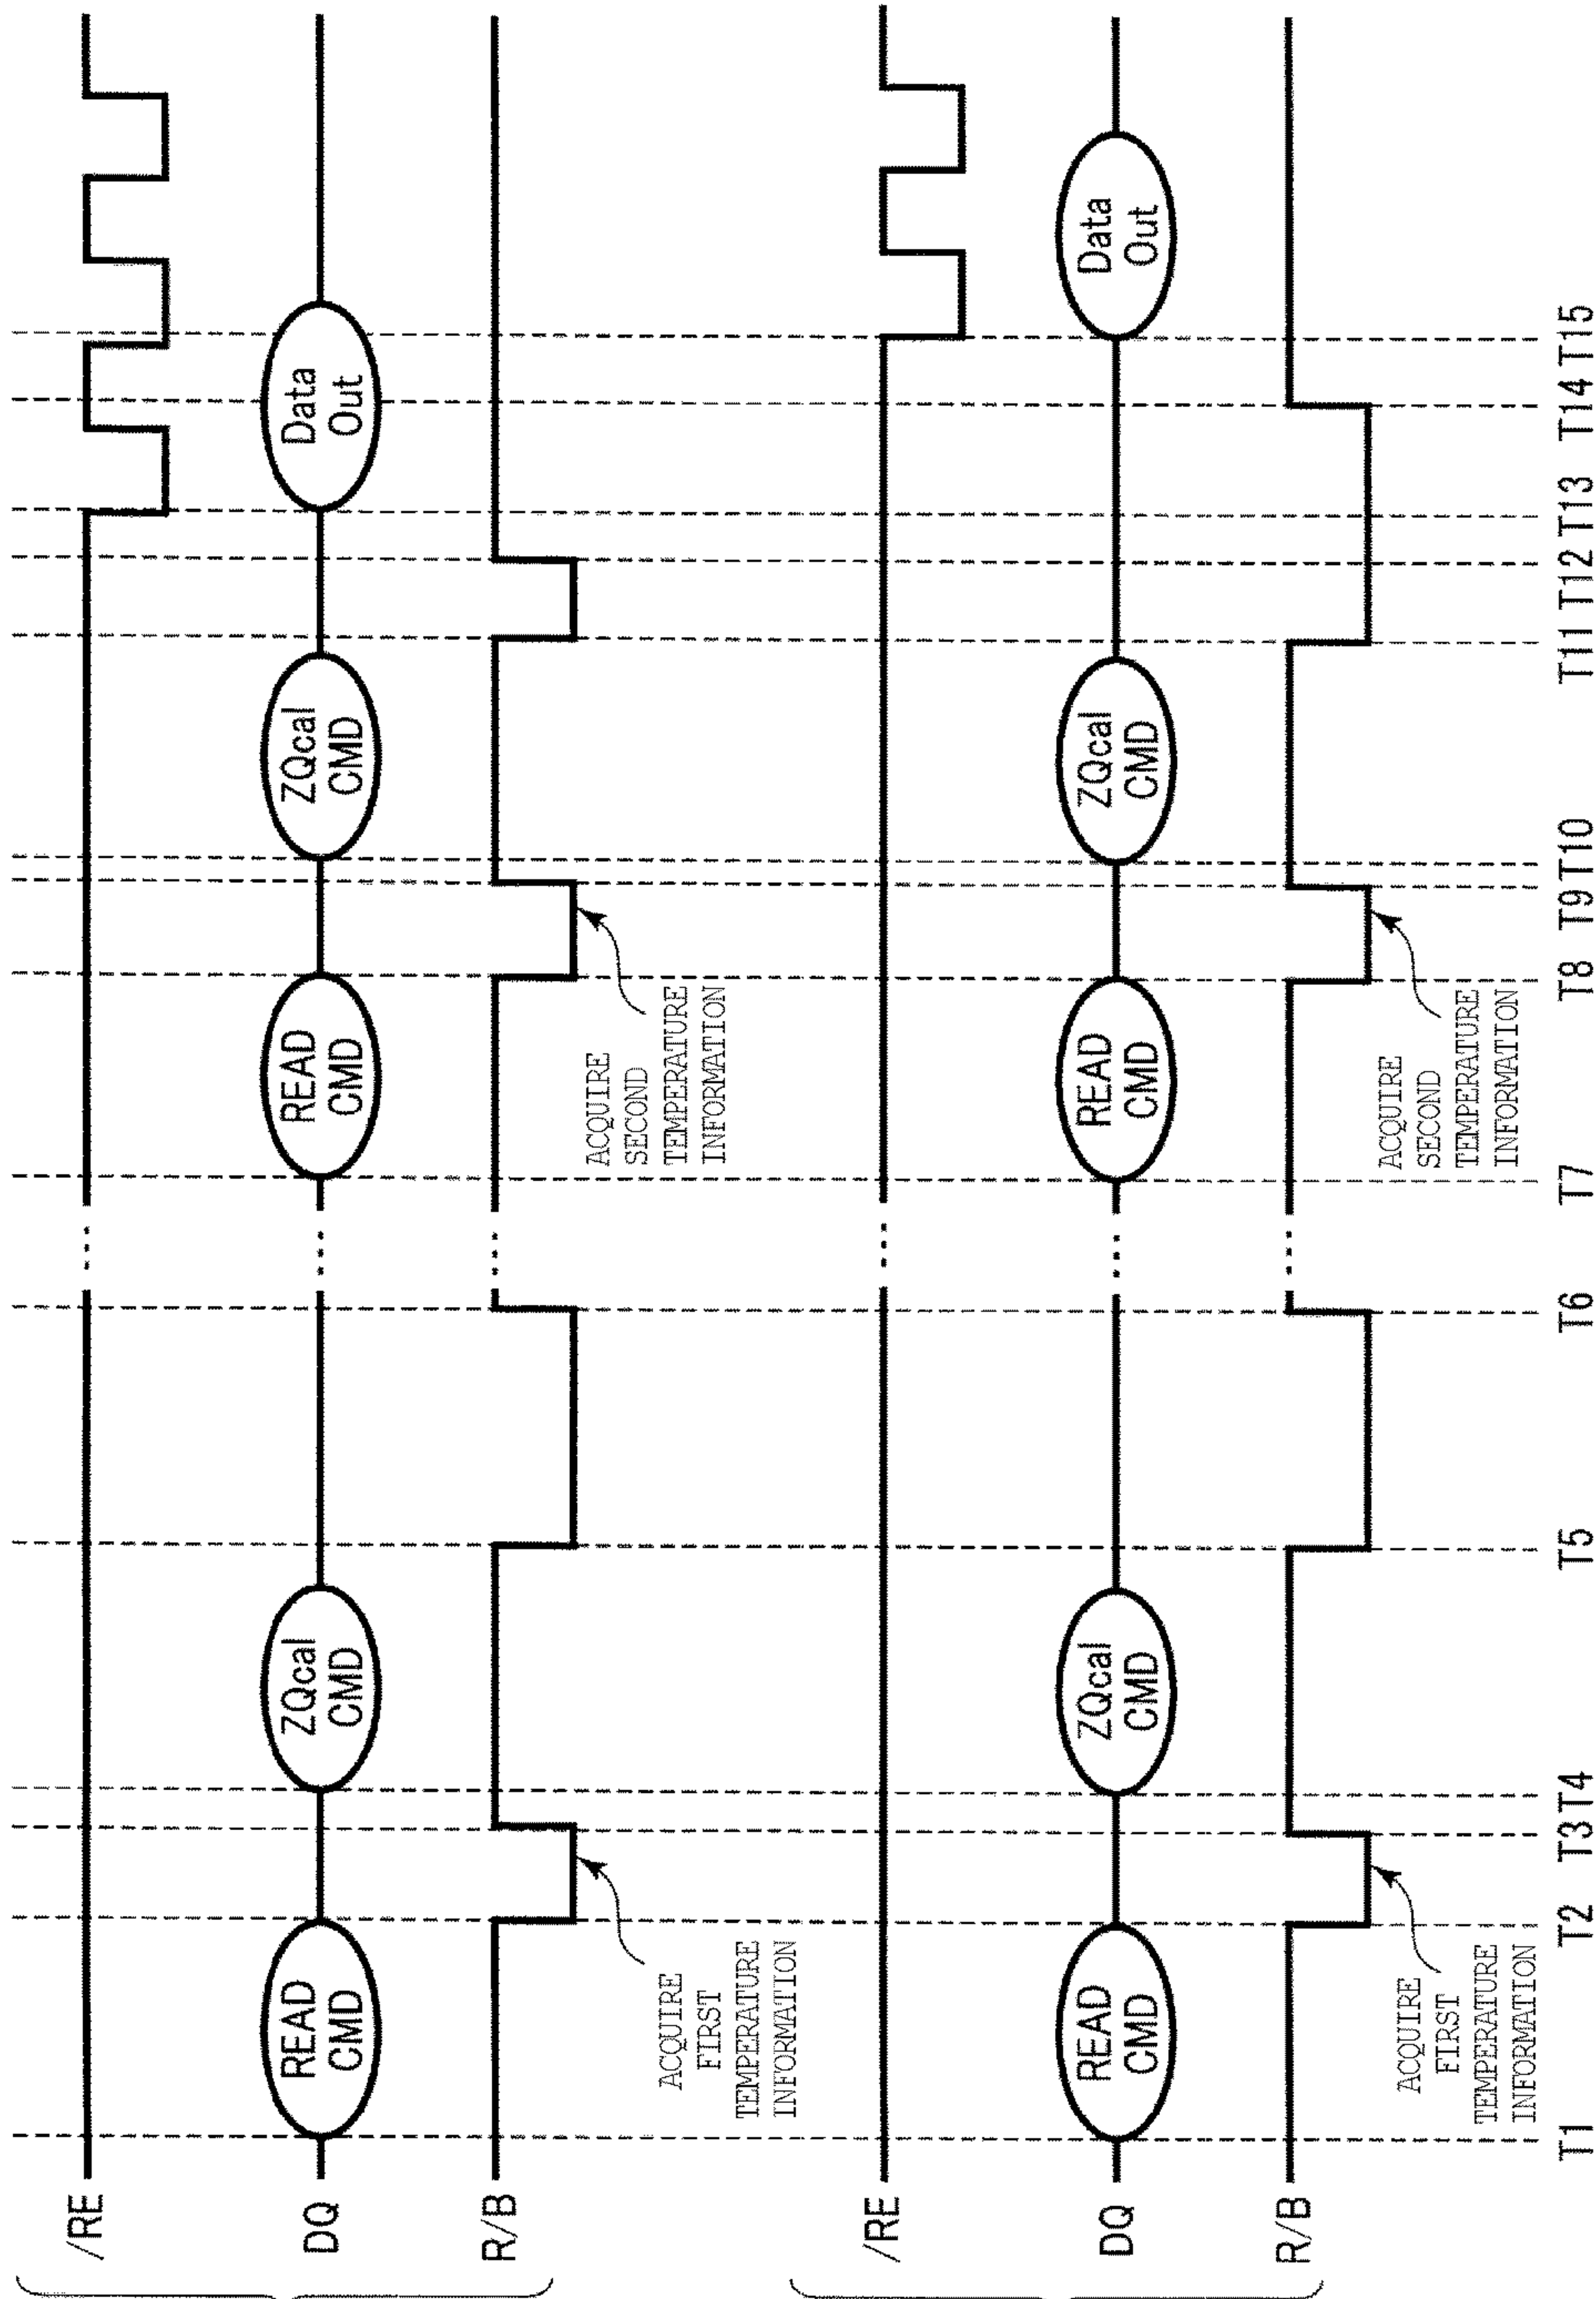 /RE
DQ
READ
CMD
ZQcal
CMD
READ
CMD
ZQcal
CMD
Data
Out
R/B
ACQUIRE
FIRST
TEMPERATURE
INFORMATION
ACQUIRE
SECOND
TEMPERATURE
INFORMATION
/RE
DQ
READ
CMD
ZQcal
CMD
READ
CMD
ZQcal
CMD
Data
Out
R/B
ACQUIRE
FIRST
TEMPERATURE
INFORMATION
ACQUIRE
SECOND
TEMPERATURE
INFORMATION
T1 T2 T3 T4 T5 T6 T7 T8 T9 T10 T11 T12 T13 T14 T15